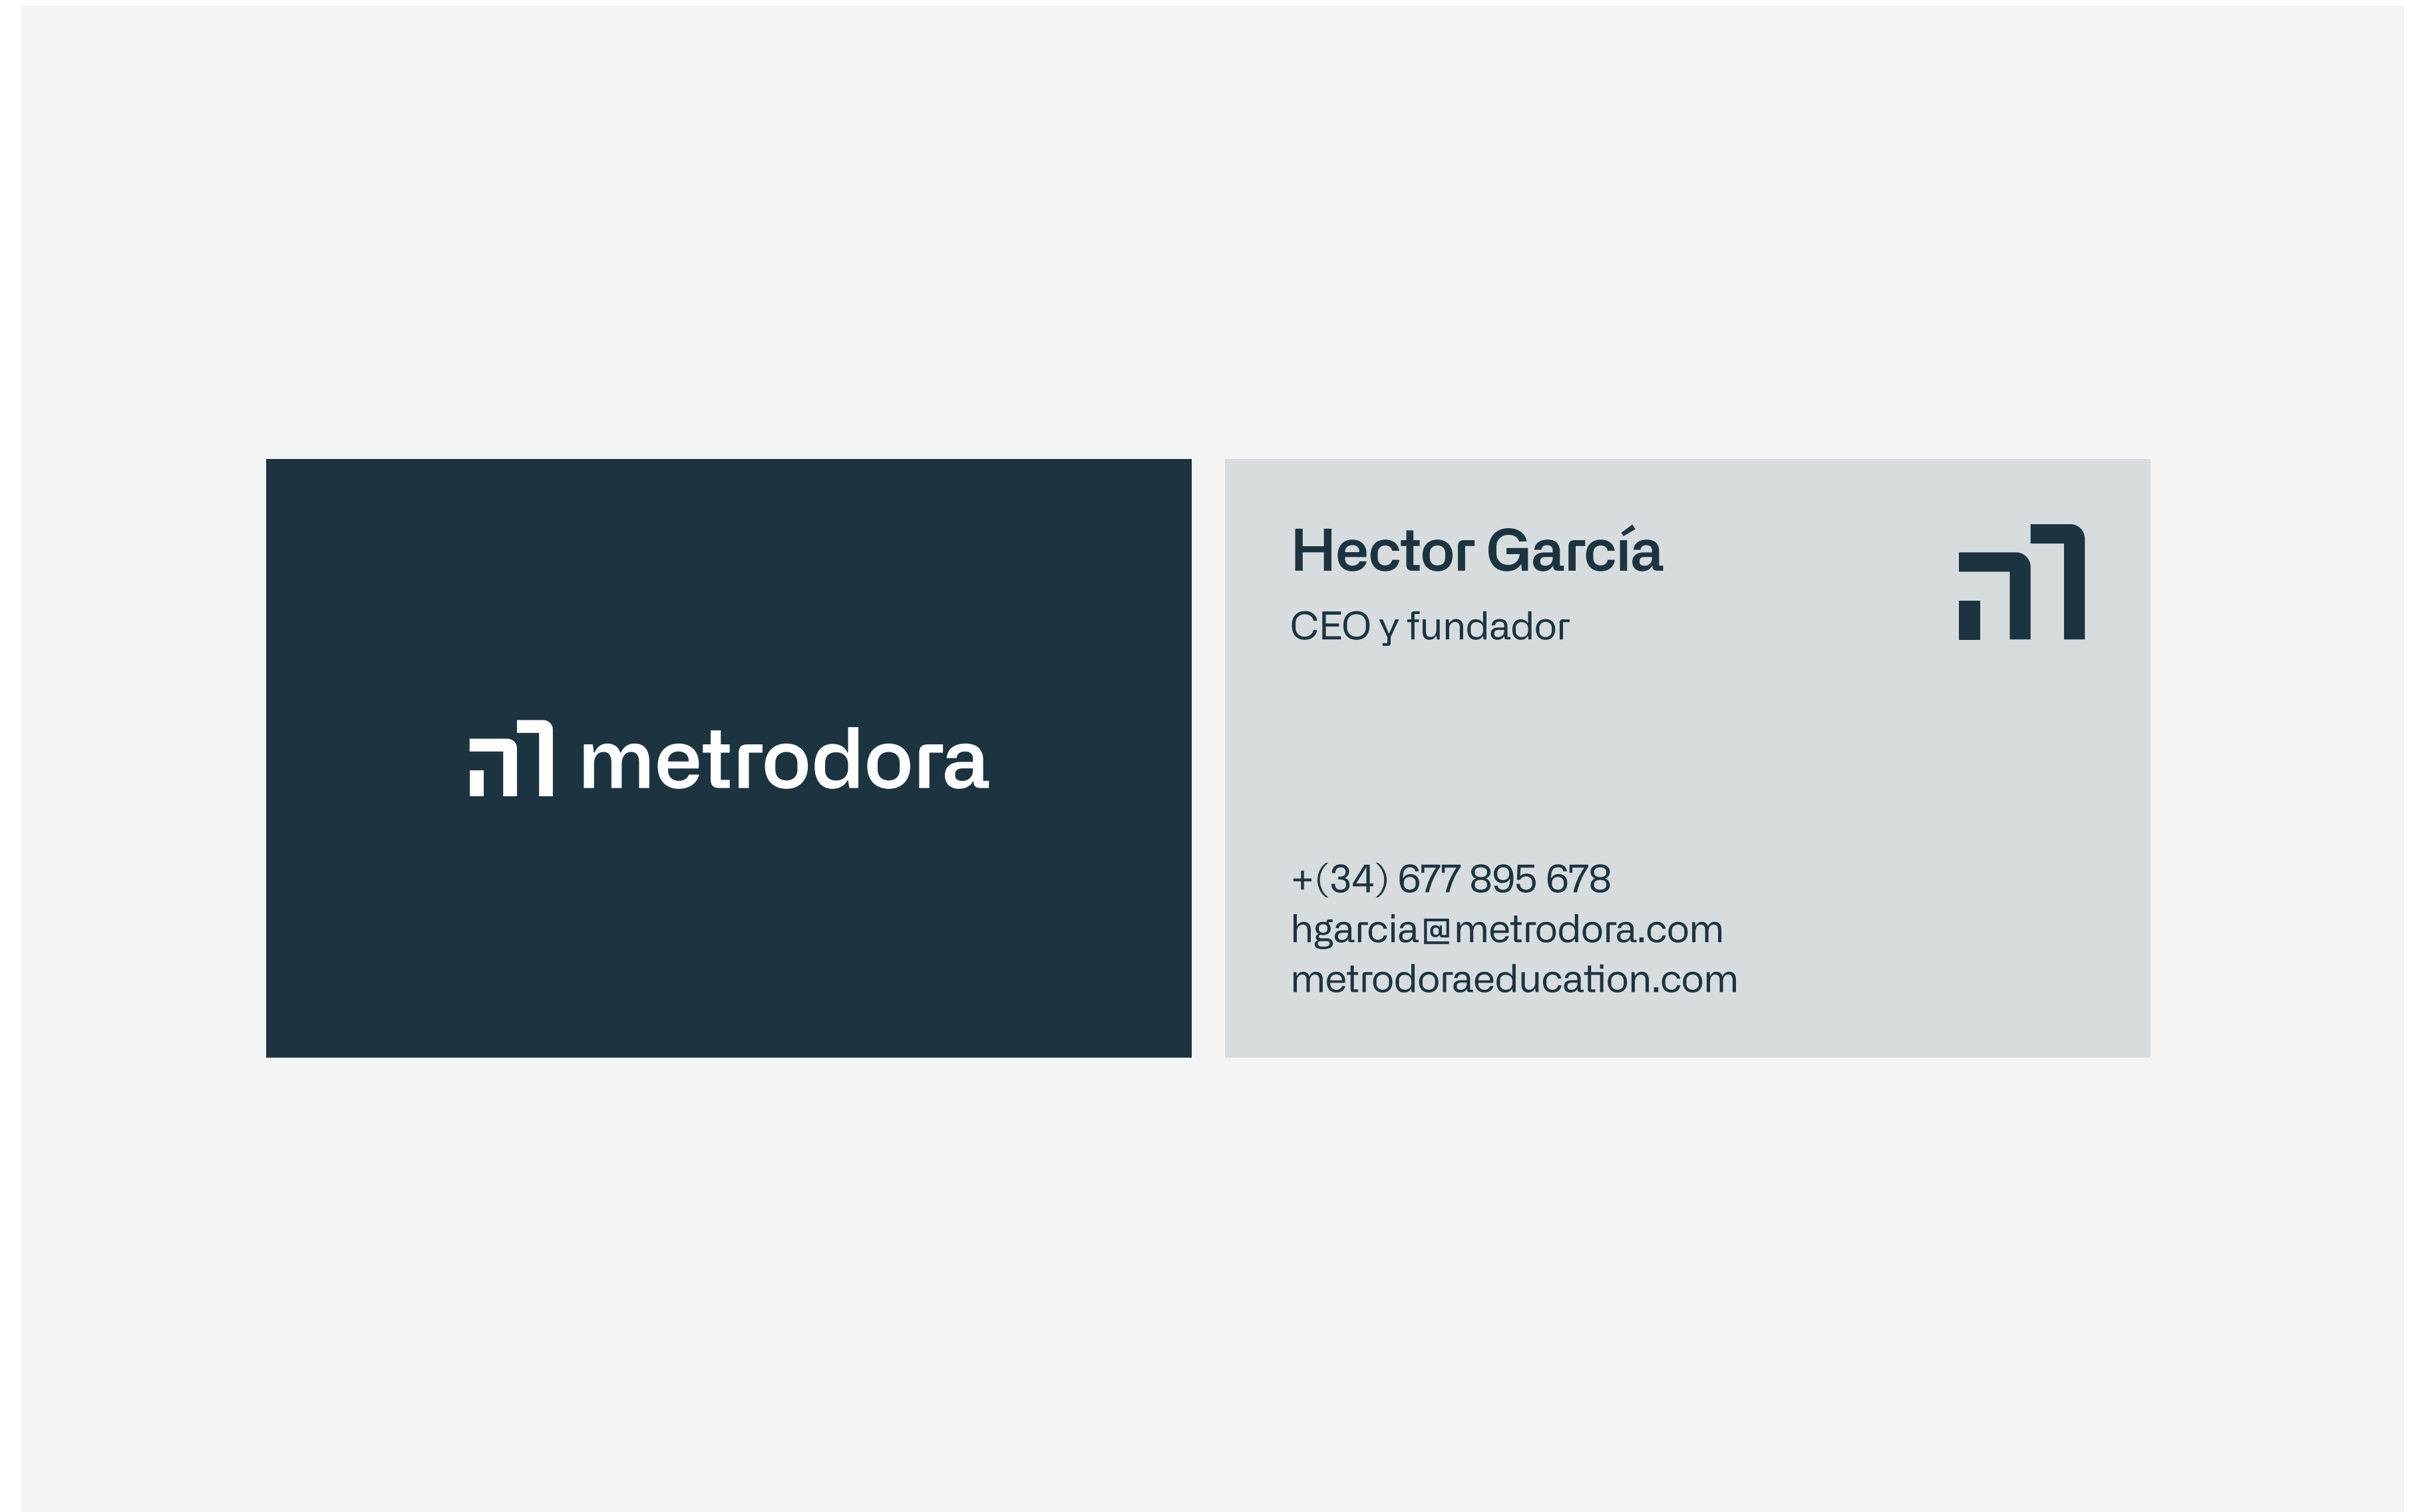 metrodora
Hector García
CEO y fundador
+(34) 677 895 678
hgarcia@metrodora.com
metrodoraeducation.com